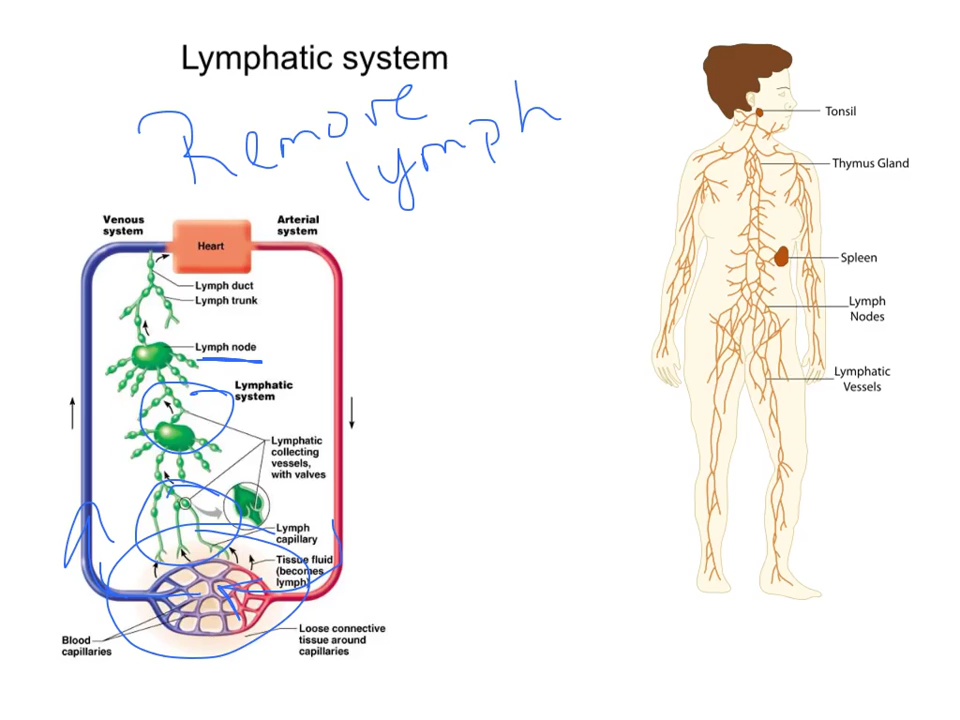 Lymphatic system
Remove
lymph
Venous
system
Arterial
system
Heart
Lymph duct
Lymph trunk
Lymph node
Lymphatic
system
Lymphatic
collecting
vessels,
with valves
Lymph
capillary
Tissue fluid
(becomes
lymph)
Blood
capillaries
Loose connective
tissue around
capillaries
Tonsil
Thymus Gland
Spleen
Lymph
Nodes
Lymphatic
Vessels